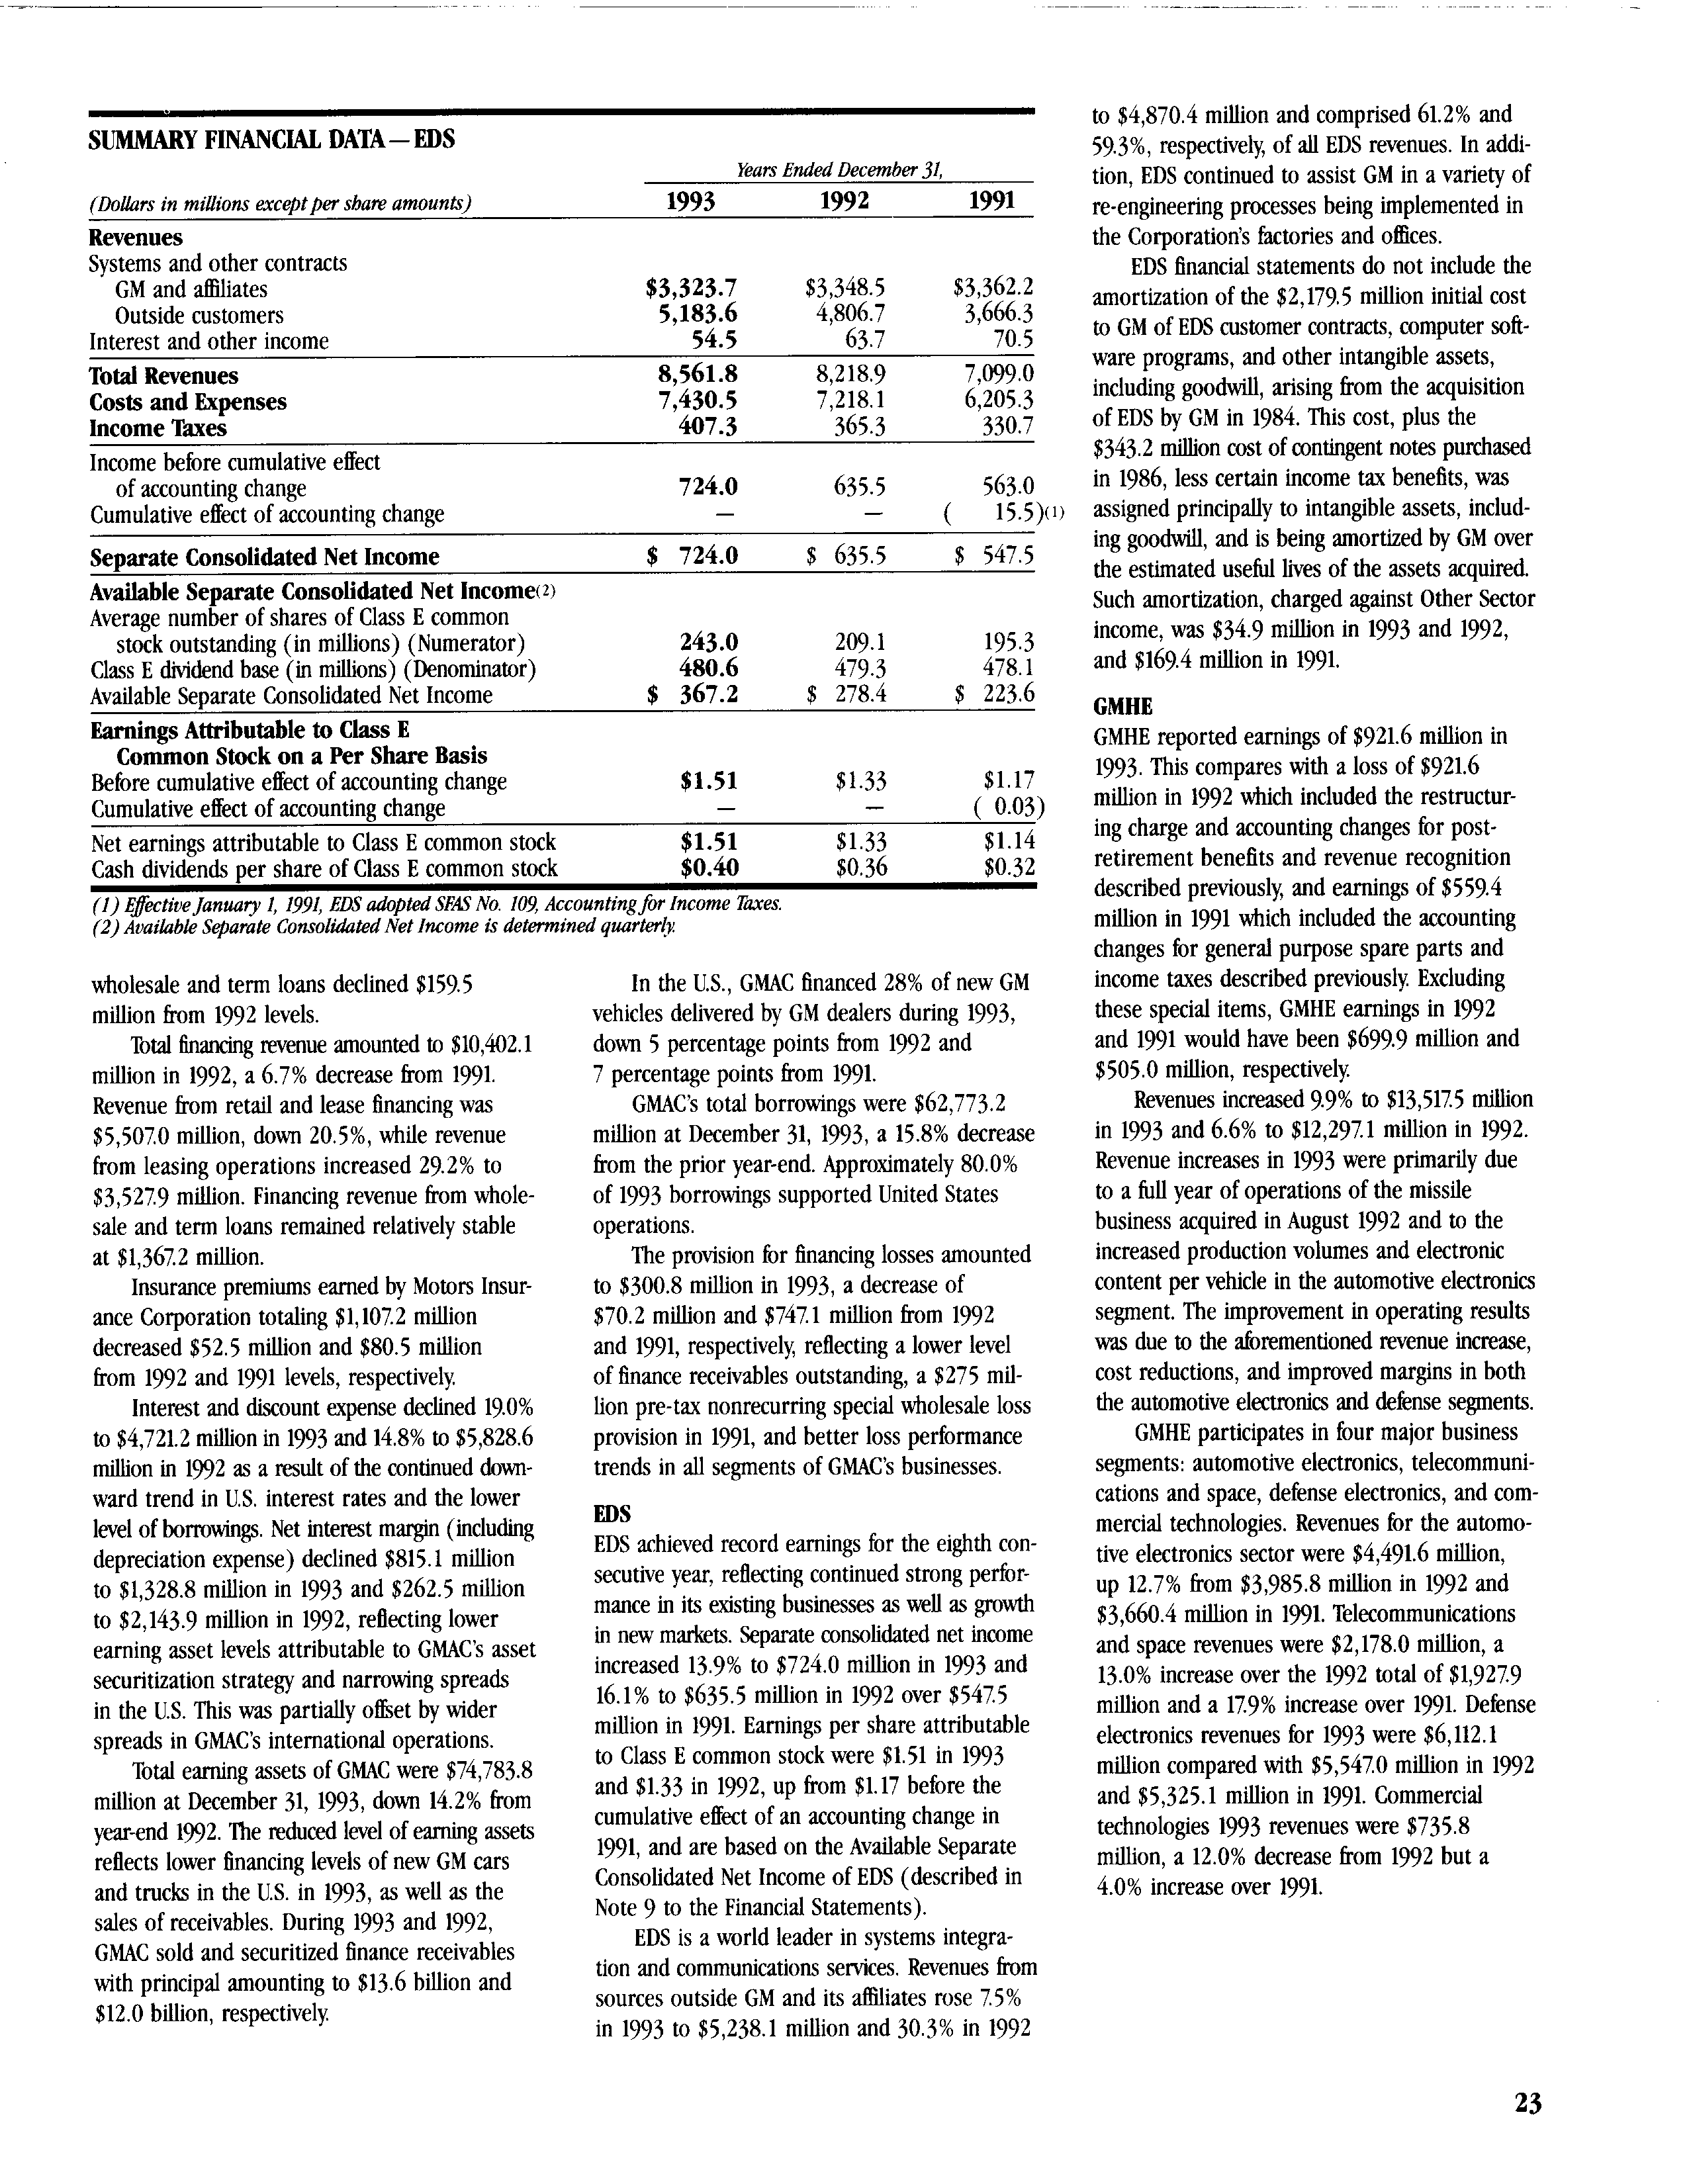 SUMMARY FINANCIAL DATA — EDS
Years Ended December 31,
(Dollars in millions except per share amounts) 1993 1992 1991
Revenues
Systems and other contracts
GM and affiliates $3,323.7 $3,348.5 $3,362.2
Outside customers 5,183.6 4,806.7 3,666.3
Interest and other income 54.5 63.7 70.5
Total Revenues 8,561.8 8,218.9 7,099.0
Costs and Expenses 7,430.5 7,218.1 6,205.3
Income Taxes 407.3 365.3 330.7
Income before cumulative effect
of accounting change 724.0 635.5 563.0
Cumulative effect of accounting change — — ( 15.5)(1)
Separate Consolidated Net Income $ 724.0 $ 635.5 $ 547.5
Available Separate Consolidated Net Income(2)
Average number of shares of Class E common
stock outstanding (in millions) (Numerator) 243.0 209.1 195.3
Class E dividend base (in millions) (Denominator) 480.6 479.3 478.1
Available Separate Consolidated Net Income $ 367.2 $ 278.4 $ 223.6
Earnings Attributable to Class E
Common Stock on a Per Share Basis
Before cumulative effect of accounting change $1.51 $1.33 $1.17
Cumulative effect of accounting change — — ( 0.03)
Net earnings attributable to Class E common stock $1.51 $1.33 $1.14
Cash dividends per share of Class E common stock $0.40 $0.36 $0.32
(1) Effective January 1, 1991, EDS adopted SFAS No. 109, Accounting for Income Taxes.
(2) Available Separate Consolidated Net Income is determined quarterly.
wholesale and term loans declined $159.5
million from 1992 levels.
Total financing revenue amounted to $10,402.1
million in 1992, a 6.7% decrease from 1991.
Revenue from retail and lease financing was
$5,507.0 million, down 20.5%, while revenue
from leasing operations increased 29.2% to
$3,527.9 million. Financing revenue from whole-
sale and term loans remained relatively stable
at $1,367.2 million.
Insurance premiums earned by Motors Insur-
ance Corporation totaling $1,107.2 million
decreased $52.5 million and $80.5 million
from 1992 and 1991 levels, respectively.
Interest and discount expense declined 19.0%
to $4,721.2 million in 1993 and 14.8% to $5,828.6
million in 1992 as a result of the continued down-
ward trend in U.S. interest rates and the lower
level of borrowings. Net interest margin (including
depreciation expense) declined $815.1 million
to $1,328.8 million in 1993 and $262.5 million
to $2,143.9 million in 1992, reflecting lower
earning asset levels attributable to GMAC's asset
securitization strategy and narrowing spreads
in the U.S. This was partially offset by wider
spreads in GMAC's international operations.
Total earning assets of GMAC were $74,783.8
million at December 31, 1993, down 14.2% from
year-end 1992. The reduced level of earning assets
reflects lower financing levels of new GM cars
and trucks in the U.S. in 1993, as well as the
sales of receivables. During 1993 and 1992,
GMAC sold and securitized finance receivables
with principal amounting to $13.6 billion and
$12.0 billion, respectively.
In the U.S., GMAC financed 28% of new GM
vehicles delivered by GM dealers during 1993,
down 5 percentage points from 1992 and
7 percentage points from 1991.
GMAC's total borrowings were $62,773.2
million at December 31, 1993, a 15.8% decrease
from the prior year-end. Approximately 80.0%
of 1993 borrowings supported United States
operations.
The provision for financing losses amounted
to $300.8 million in 1993, a decrease of
$70.2 million and $747.1 million from 1992
and 1991, respectively, reflecting a lower level
of finance receivables outstanding, a $275 mil-
lion pre-tax nonrecurring special wholesale loss
provision in 1991, and better loss performance
trends in all segments of GMAC's businesses.
EDS
EDS achieved record earnings for the eighth con-
secutive year, reflecting continued strong perfor-
mance in its existing businesses as well as growth
in new markets. Separate consolidated net income
increased 13.9% to $724.0 million in 1993 and
16.1% to $635.5 million in 1992 over $547.5
million in 1991. Earnings per share attributable
to Class E common stock were $1.51 in 1993
and $1.33 in 1992, up from $1.17 before the
cumulative effect of an accounting change in
1991, and are based on the Available Separate
Consolidated Net Income of EDS (described in
Note 9 to the Financial Statements).
EDS is a world leader in systems integra-
tion and communications services. Revenues from
sources outside GM and its affiliates rose 7.5%
in 1993 to $5,238.1 million and 30.3% in 1992
to $4,870.4 million and comprised 61.2% and
59.3%, respectively, of all EDS revenues. In addi-
tion, EDS continued to assist GM in a variety of
re-engineering processes being implemented in
the Corporation's factories and offices.
EDS financial statements do not include the
amortization of the $2,179.5 million initial cost
to GM of EDS customer contracts, computer soft-
ware programs, and other intangible assets,
including goodwill, arising from the acquisition
of EDS by GM in 1984. This cost, plus the
$343.2 million cost of contingent notes purchased
in 1986, less certain income tax benefits, was
assigned principally to intangible assets, includ-
ing goodwill, and is being amortized by GM over
the estimated useful lives of the assets acquired.
Such amortization, charged against Other Sector
income, was $34.9 million in 1993 and 1992,
and $169.4 million in 1991.
GMHE
GMHE reported earnings of $921.6 million in
1993. This compares with a loss of $921.6
million in 1992 which included the restructur-
ing charge and accounting changes for post-
retirement benefits and revenue recognition
described previously, and earnings of $559.4
million in 1991 which included the accounting
changes for general purpose spare parts and
income taxes described previously. Excluding
these special items, GMHE earnings in 1992
and 1991 would have been $699.9 million and
$505.0 million, respectively.
Revenues increased 9.9% to $13,517.5 million
in 1993 and 6.6% to $12,297.1 million in 1992.
Revenue increases in 1993 were primarily due
to a full year of operations of the missile
business acquired in August 1992 and to the
increased production volumes and electronic
content per vehicle in the automotive electronics
segment. The improvement in operating results
was due to the aforementioned revenue increase,
cost reductions, and improved margins in both
the automotive electronics and defense segments.
GMHE participates in four major business
segments: automotive electronics, telecommuni-
cations and space, defense electronics, and com-
mercial technologies. Revenues for the automo-
tive electronics sector were $4,491.6 million,
up 12.7% from $3,985.8 million in 1992 and
$3,660.4 million in 1991. Telecommunications
and space revenues were $2,178.0 million, a
13.0% increase over the 1992 total of $1,927.9
million and a 17.9% increase over 1991. Defense
electronics revenues for 1993 were $6,112.1
million compared with $5,547.0 million in 1992
and $5,325.1 million in 1991. Commercial
technologies 1993 revenues were $735.8
million, a 12.0% decrease from 1992 but a
4.0% increase over 1991.
23